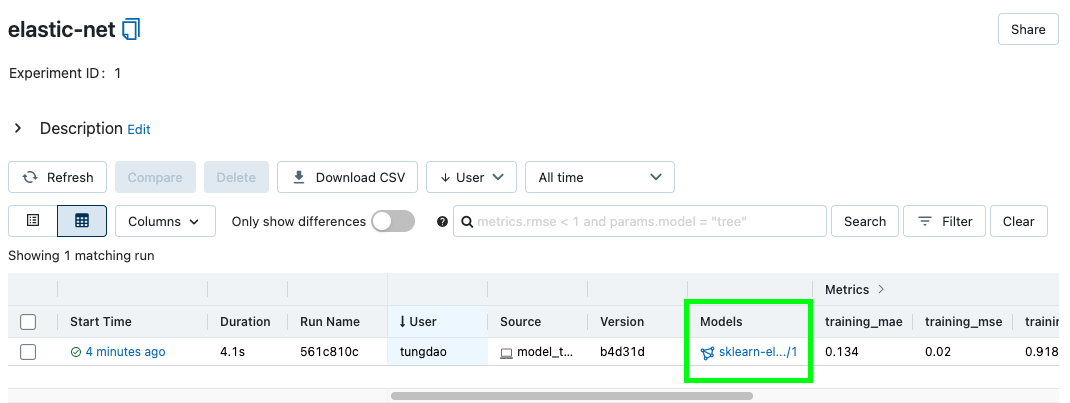 elastic-net
Share
Experiment ID: 1
Description Edit
Refresh Compare Delete Download CSV ↓ User All time
Columns Only show differences ? metrics.rmse < 1 and params.model = "tree" Search Filter Clear
Showing 1 matching run
Metrics
Start Time Duration Run Name ↓ User Source Version Models training_mae training_mse trainin
4 minutes ago 4.1s 561c810c tungdao model_t... b4d31d sklearn-el.../1 0.134 0.02 0.918